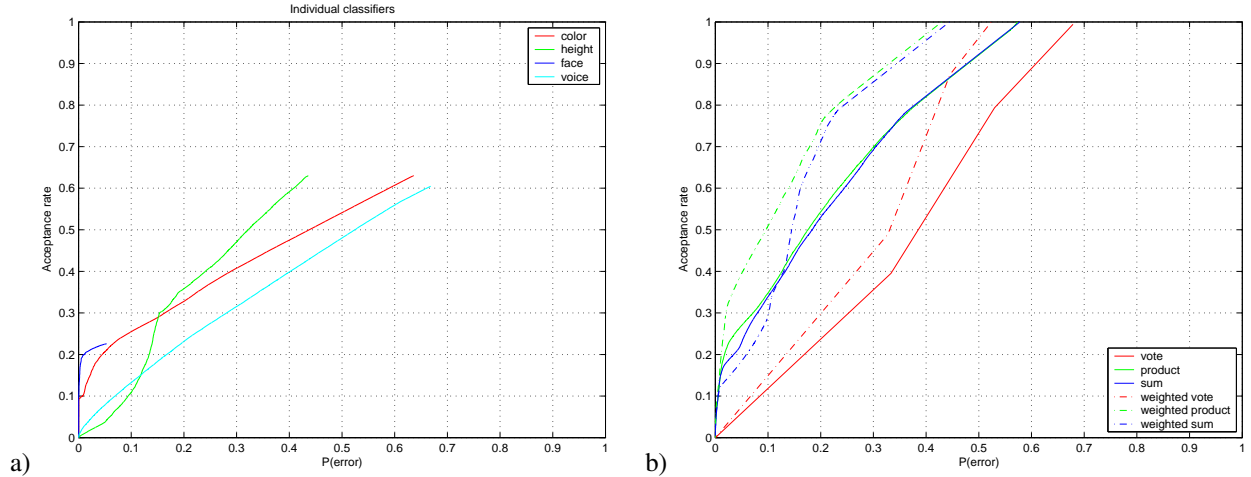 Individual classifiers
1
0.9
0.8
0.7
0.6
0.5
0.4
0.3
0.2
0.1
0
Acceptance rate
color
height
face
voice
0 0.1 0.2 0.3 0.4 0.5 0.6 0.7 0.8 0.9 1
P(error)
a)
1
0.9
0.8
0.7
0.6
0.5
0.4
0.3
0.2
0.1
0
Acceptance rate
vote
product
sum
weighted vote
weighted product
weighted sum
0 0.1 0.2 0.3 0.4 0.5 0.6 0.7 0.8 0.9 1
P(error)
b)